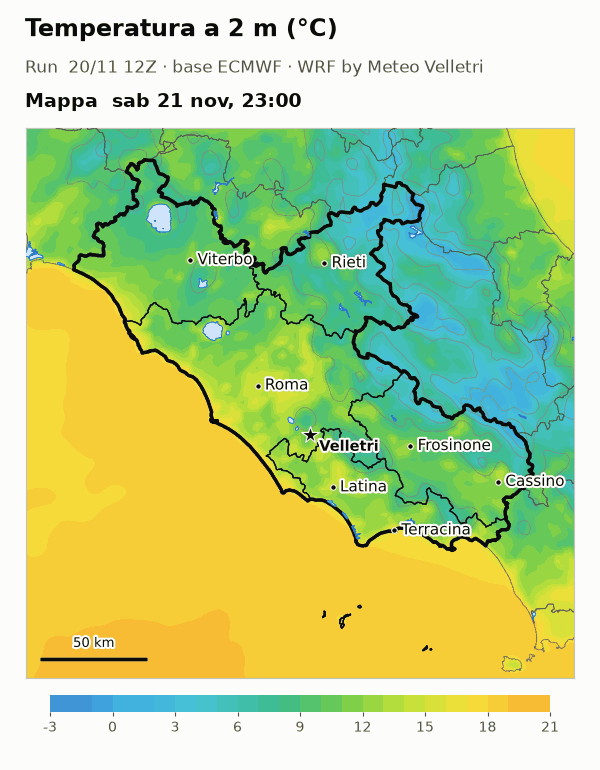 Temperatura a 2 m (°C)
Run  20/11 12Z · base ECMWF · WRF by Meteo Velletri
Mappa  sab 21 nov, 23:00
Viterbo
Rieti
Roma
Velletri
Frosinone
Latina
Cassino
Terracina
50 km
-3 0 3 6 9 12 15 18 21